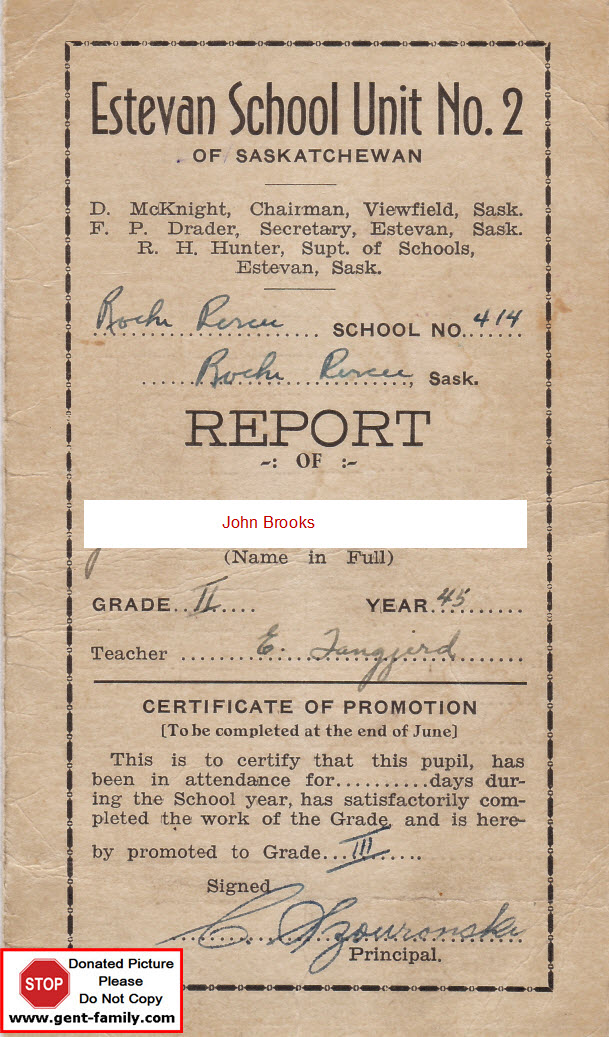 Estevan School Unit No. 2
OF SASKATCHEWAN
D. McKnight, Chairman, Viewfield, Sask.
F. P. Drader, Secretary, Estevan, Sask.
R. H. Hunter, Supt. of Schools,
Estevan, Sask.
Roche Percee SCHOOL NO. 414
Roche Percee, Sask.
REPORT
-: OF :-
John Brooks
(Name in Full)
GRADE II YEAR 45
Teacher E. Tangjerd
CERTIFICATE OF PROMOTION
[To be completed at the end of June]
This is to certify that this pupil, has
been in attendance for..........days dur-
ing the School year, has satisfactorily com-
pleted the work of the Grade, and is here-
by promoted to Grade...III......
Signed
C. Szouronski
Principal.
STOP
Donated Picture
Please
Do Not Copy
www.gent-family.com